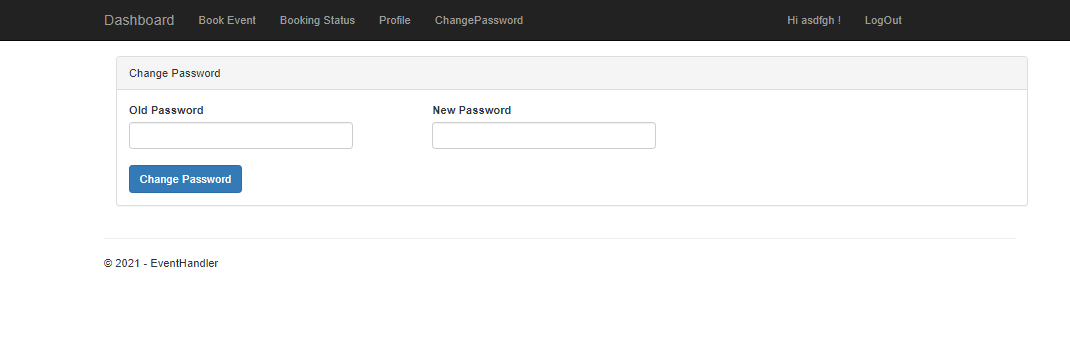 Dashboard Book Event Booking Status Profile ChangePassword Hi asdfgh ! LogOut
Change Password
Old Password New Password
Change Password
© 2021 - EventHandler